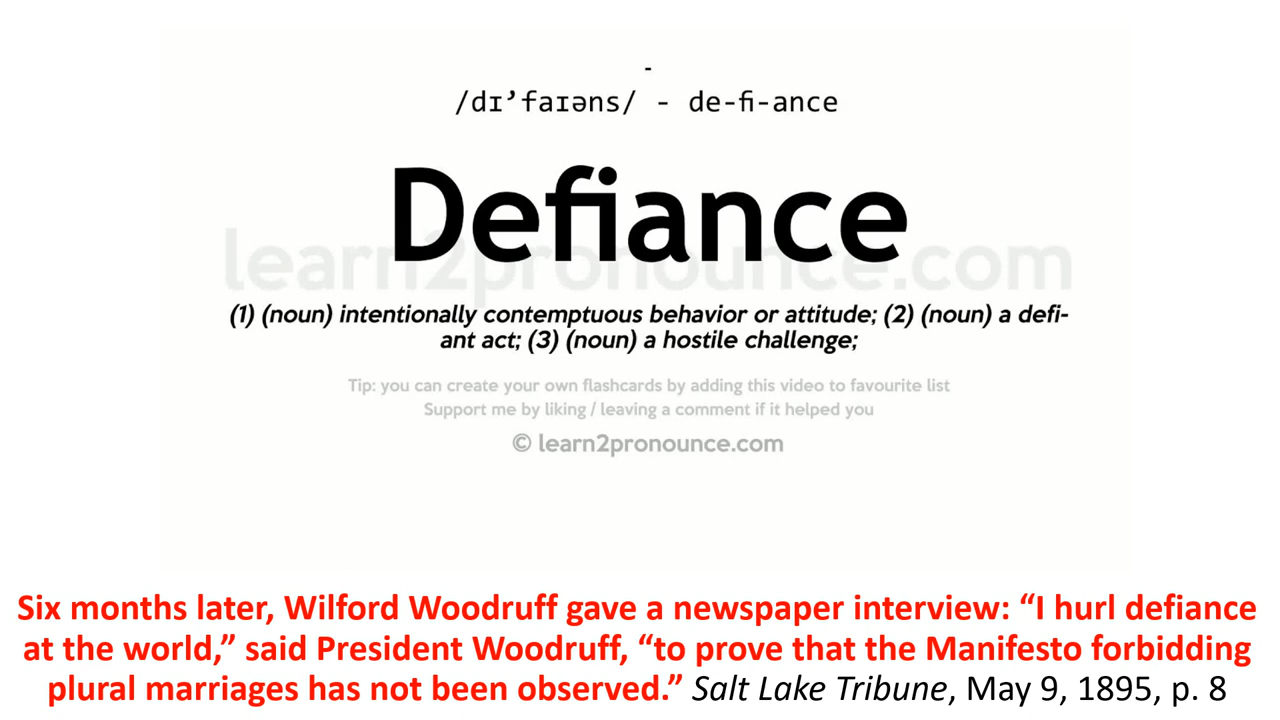 -
/dɪ’faɪəns/ - de-fi-ance
Defiance
learn2pronounce.com
(1) (noun) intentionally contemptuous behavior or attitude; (2) (noun) a defi-
ant act; (3) (noun) a hostile challenge;
Tip: you can create your own flashcards by adding this video to favourite list
Support me by liking / leaving a comment if it helped you
© learn2pronounce.com
Six months later, Wilford Woodruff gave a newspaper interview: “I hurl defiance
at the world,” said President Woodruff, “to prove that the Manifesto forbidding
plural marriages has not been observed.” Salt Lake Tribune, May 9, 1895, p. 8